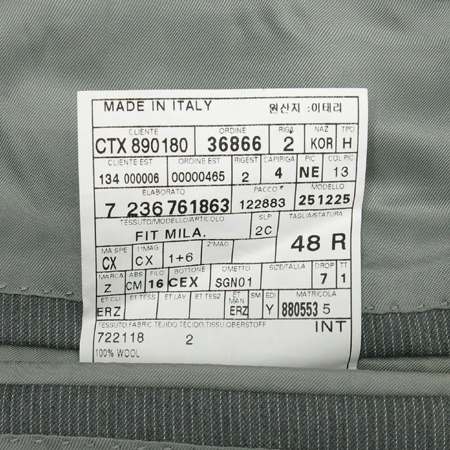 MADE IN ITALY 원산지:이태리
CLIENTE ORDINE RIGA NAZ TPO
CTX 890180 36866 2 KOR H
CLIENTE EST ORDINE EST RIGEST CAPIRIGA PIC COL PIC
134 000006 00000465 2 4 NE 13
ELABORATO PACCO MODELLO
7 236 761863 122883 251225
TESSUTO/MODELLO/ARTICOLO SLP TAGLIA/STATURA
FIT MILA. 2C 48 R
MA SPE 1°MAG 2°MAG
CX CX 1+6
MARCA ABS FILO BOTTONE OMETTO SIZE/TALLA DROP TT
Z CM 16 CEX SGN01 7 1
ET CLI ET TESS ET LAV ET TES2 ET MAN SM EDI MATRICOLA
ERZ ERZ Y 880553 5
TESSUTO.FABRIC.TEJIDO.TECIDO.TISSU.OBERSTOFF INT
722118 2
100% WOOL